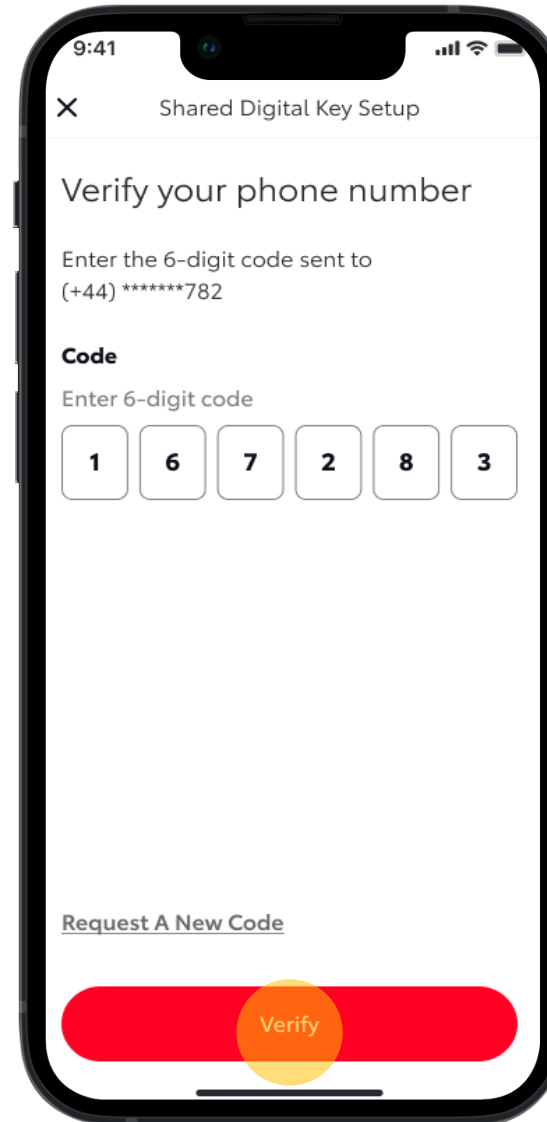 9:41
Shared Digital Key Setup
Verify your phone number
Enter the 6-digit code sent to
(+44) *******782
Code
Enter 6-digit code
1 6 7 2 8 3
Request A New Code
Verify